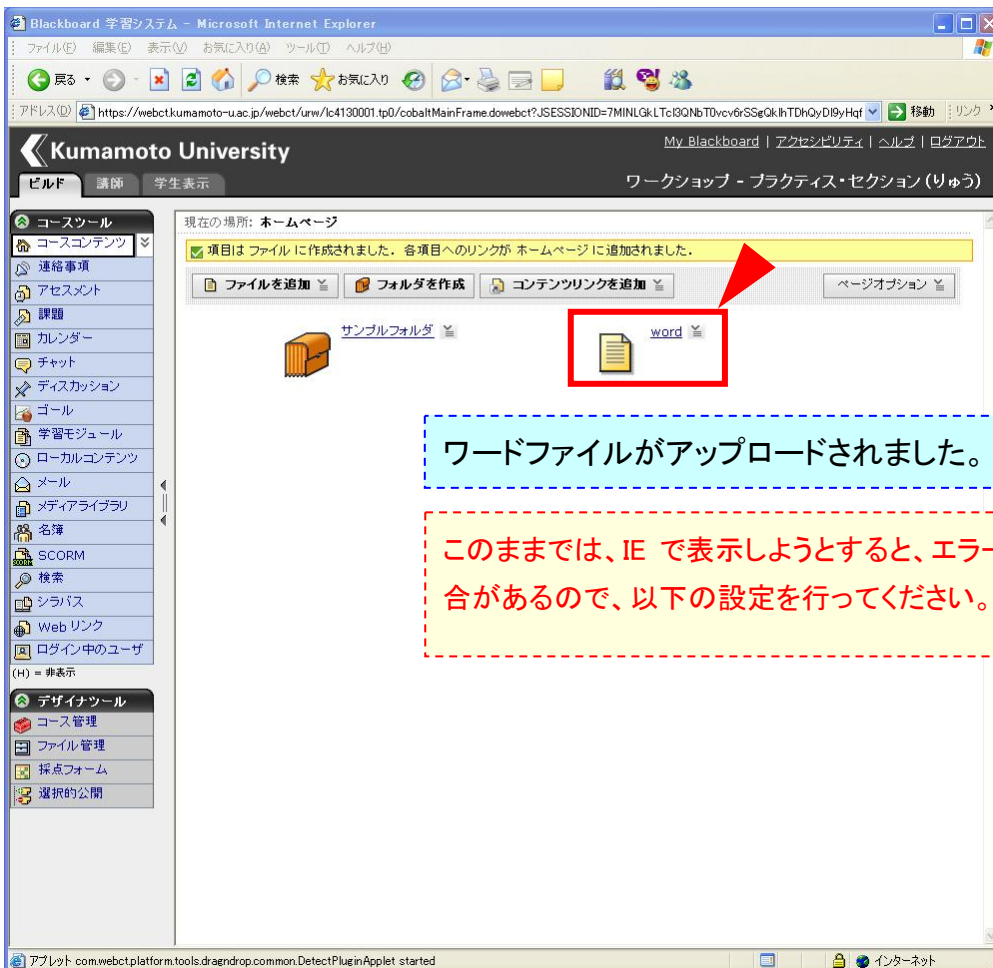 Blackboard 学習システム - Microsoft Internet Explorer
ファイル(F) 編集(E) 表示(V) お気に入り(A) ツール(T) ヘルプ(H)
戻る 検索 お気に入り
アドレス(D) https://webct.kumamoto-u.ac.jp/webct/urw/lc4130001.tp0/cobaltMainFrame.dowebct?JSESSIONID=7MINLGkLTcl3QNbT0vcv6rSSgQklhTDhQyDl9yHqf 移動 リンク
Kumamoto University
My Blackboard | アクセシビリティ | ヘルプ | ログアウト
ビルド 講師 学生表示
ワークショップ - プラクティス・セクション (りゅう)
コースツール
コースコンテンツ
連絡事項
アセスメント
課題
カレンダー
チャット
ディスカッション
ゴール
学習モジュール
ローカルコンテンツ
メール
メディアライブラリ
名簿
SCORM
検索
シラバス
Web リンク
ログイン中のユーザ
(H) = 非表示
デザイナツール
コース管理
ファイル管理
採点フォーム
選択的公開
現在の場所: ホームページ
項目は ファイル に作成されました. 各項目へのリンクが ホームページ に追加されました.
ファイルを追加 フォルダを作成 コンテンツリンクを追加 ページオプション
サンプルフォルダ word
ワードファイルがアップロードされました。
このままでは、IE で表示しようとすると、エラー
合があるので、以下の設定を行ってください。
アプレット com.webct.platform.tools.dragndrop.common.DetectPluginApplet started インターネット